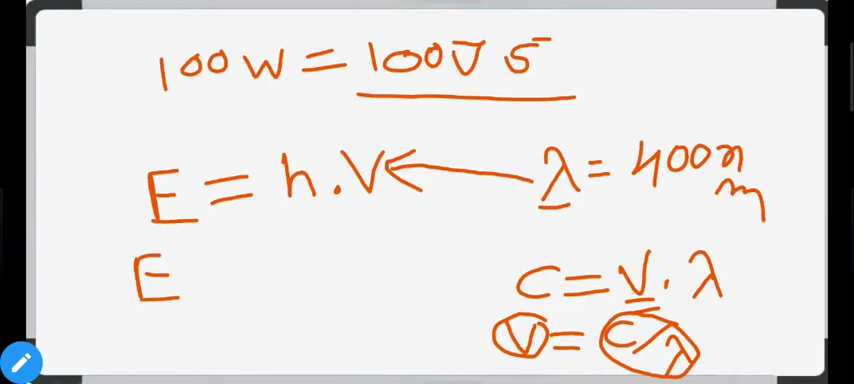 100 W = 100 J s⁻
E = h.ν ← λ = 400 nm
E
c = ν . λ
ν = c/λ